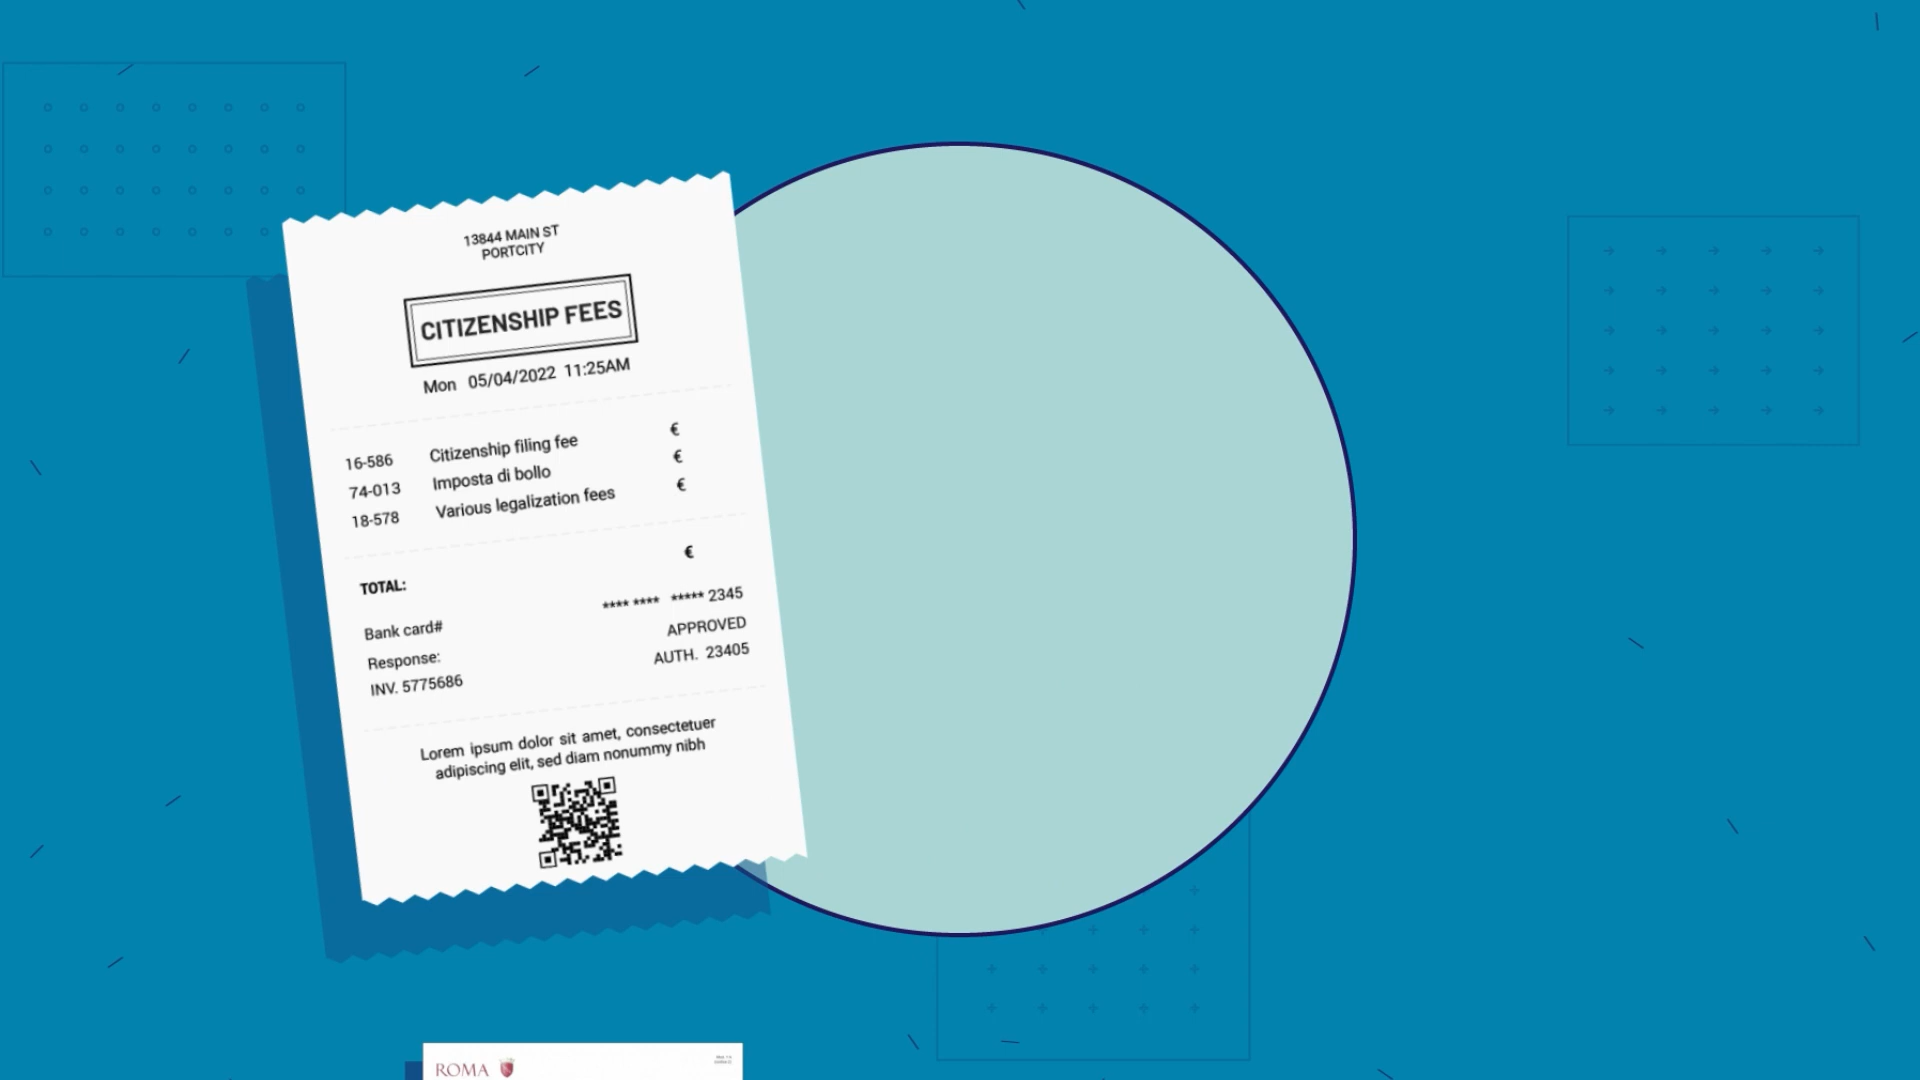 13844 MAIN ST
PORTCITY
CITIZENSHIP FEES
Mon 05/04/2022 11:25AM
16-586 Citizenship filing fee €
74-013 Imposta di bollo €
18-578 Various legalization fees €
TOTAL: €
Bank card# **** **** ***** 2345
Response: APPROVED
INV. 5775686 AUTH. 23405
Lorem ipsum dolor sit amet, consectetuer
adipiscing elit, sed diam nonummy nibh
ROMA